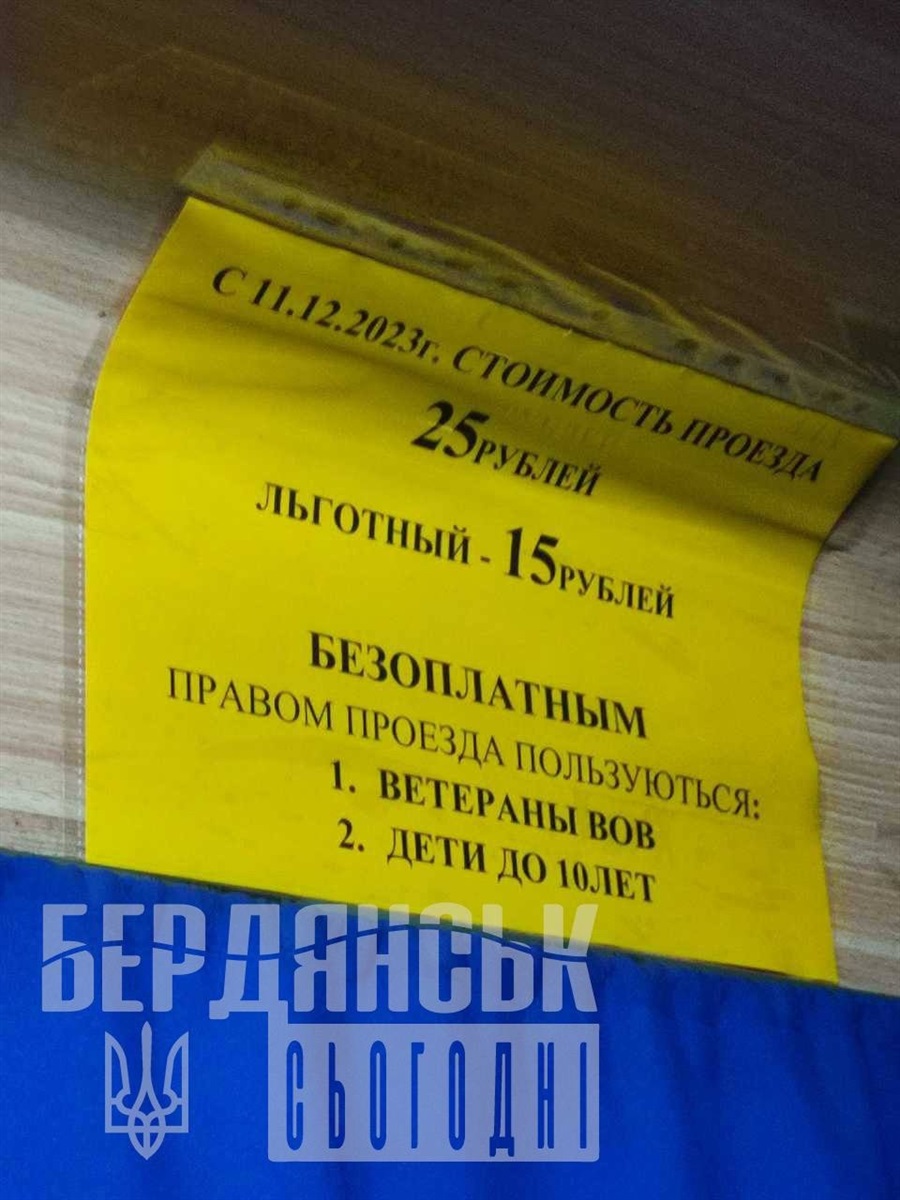 С 11.12.2023г. СТОИМОСТЬ ПРОЕЗДА
25РУБЛЕЙ
ЛЬГОТНЫЙ - 15РУБЛЕЙ
БЕЗОПЛАТНЫМ
ПРАВОМ ПРОЕЗДА ПОЛЬЗУЮТЬСЯ:
1. ВЕТЕРАНЫ ВОВ
2. ДЕТИ ДО 10ЛЕТ
БЕРДЯНСЬК
СЬОГОДНІ